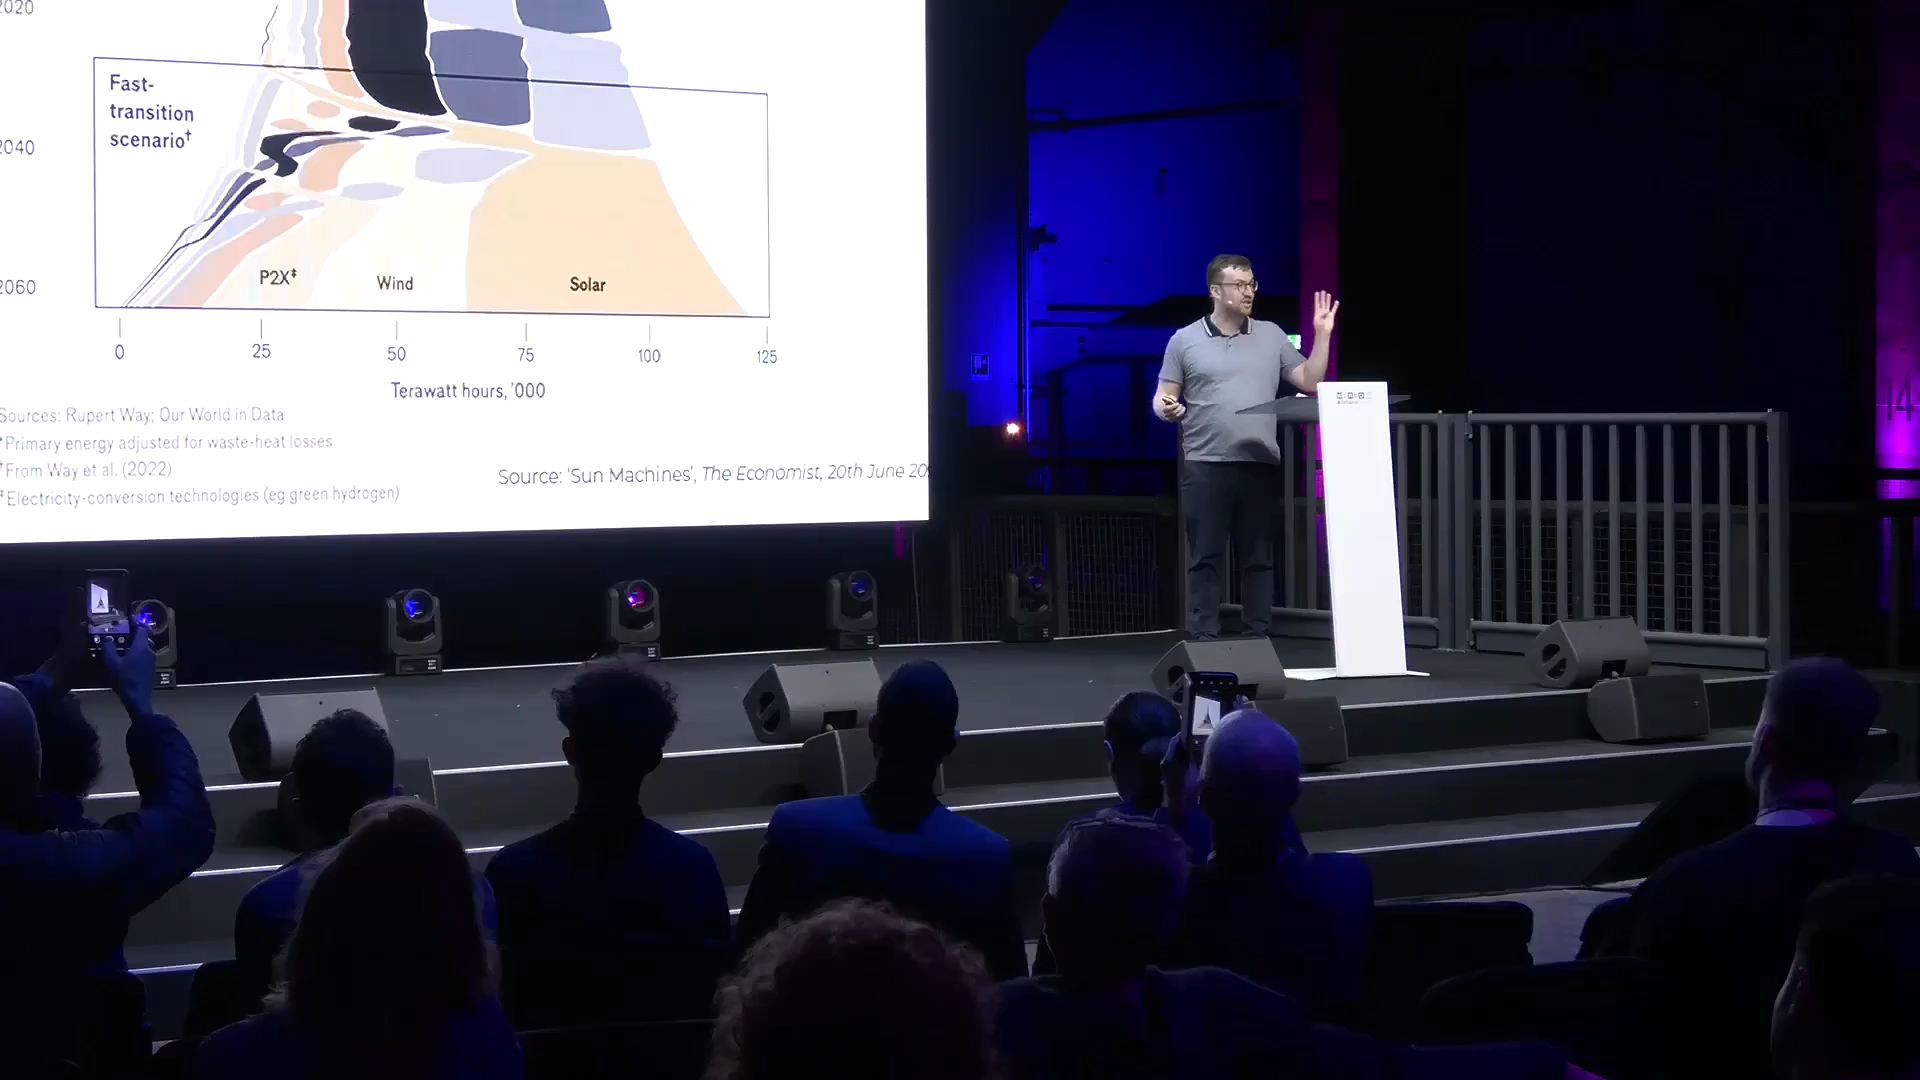 2020
Fast-
transition
scenario†
2040
2060
P2X‡
Wind
Solar
0
25
50
75
100
125
Terawatt hours, '000
Sources: Rupert Way; Our World in Data
*Primary energy adjusted for waste-heat losses
†From Way et al. (2022)
‡Electricity-conversion technologies (eg green hydrogen)
Source: 'Sun Machines', The Economist, 20th June 20
WIRED